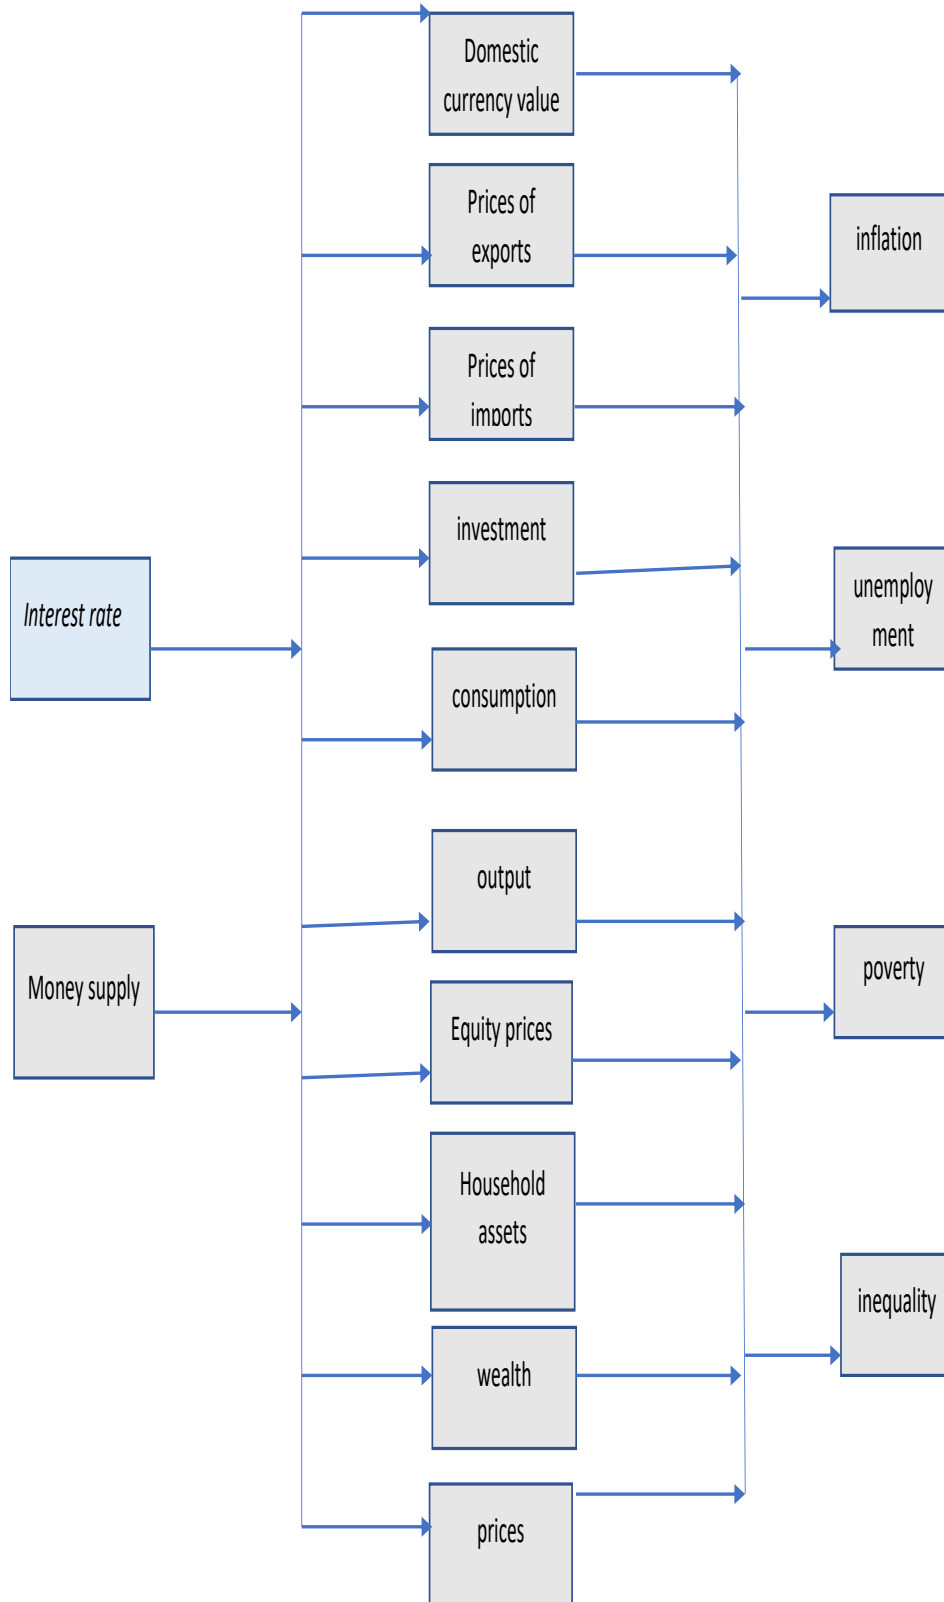 Domestic
currency value
Prices of
exports
Prices of
imports
investment
consumption
output
Equity prices
Household
assets
wealth
prices
Interest rate
Money supply
inflation
unemploy
ment
poverty
inequality